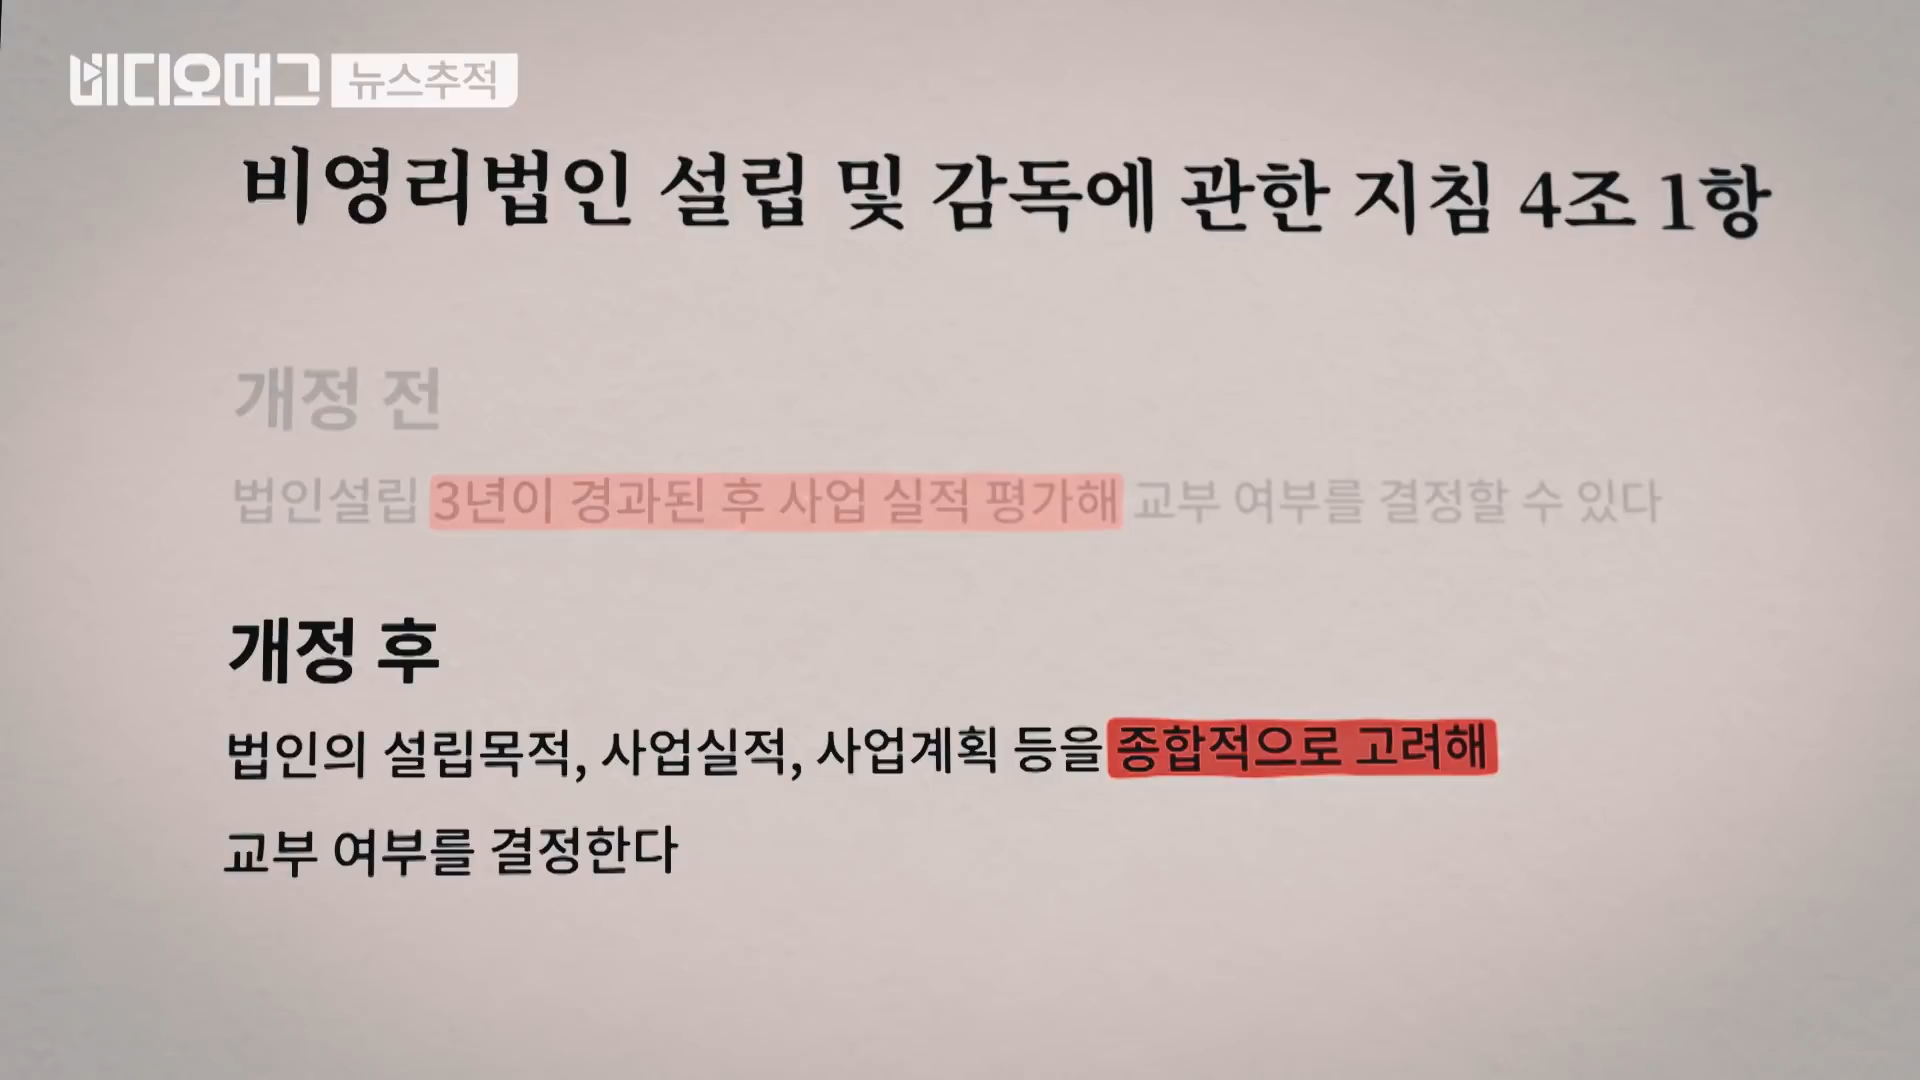 비디오머그 뉴스추적
비영리법인 설립 및 감독에 관한 지침 4조 1항
개정 전
법인설립 3년이 경과된 후 사업 실적 평가해 교부 여부를 결정할 수 있다
개정 후
법인의 설립목적, 사업실적, 사업계획 등을 종합적으로 고려해
교부 여부를 결정한다